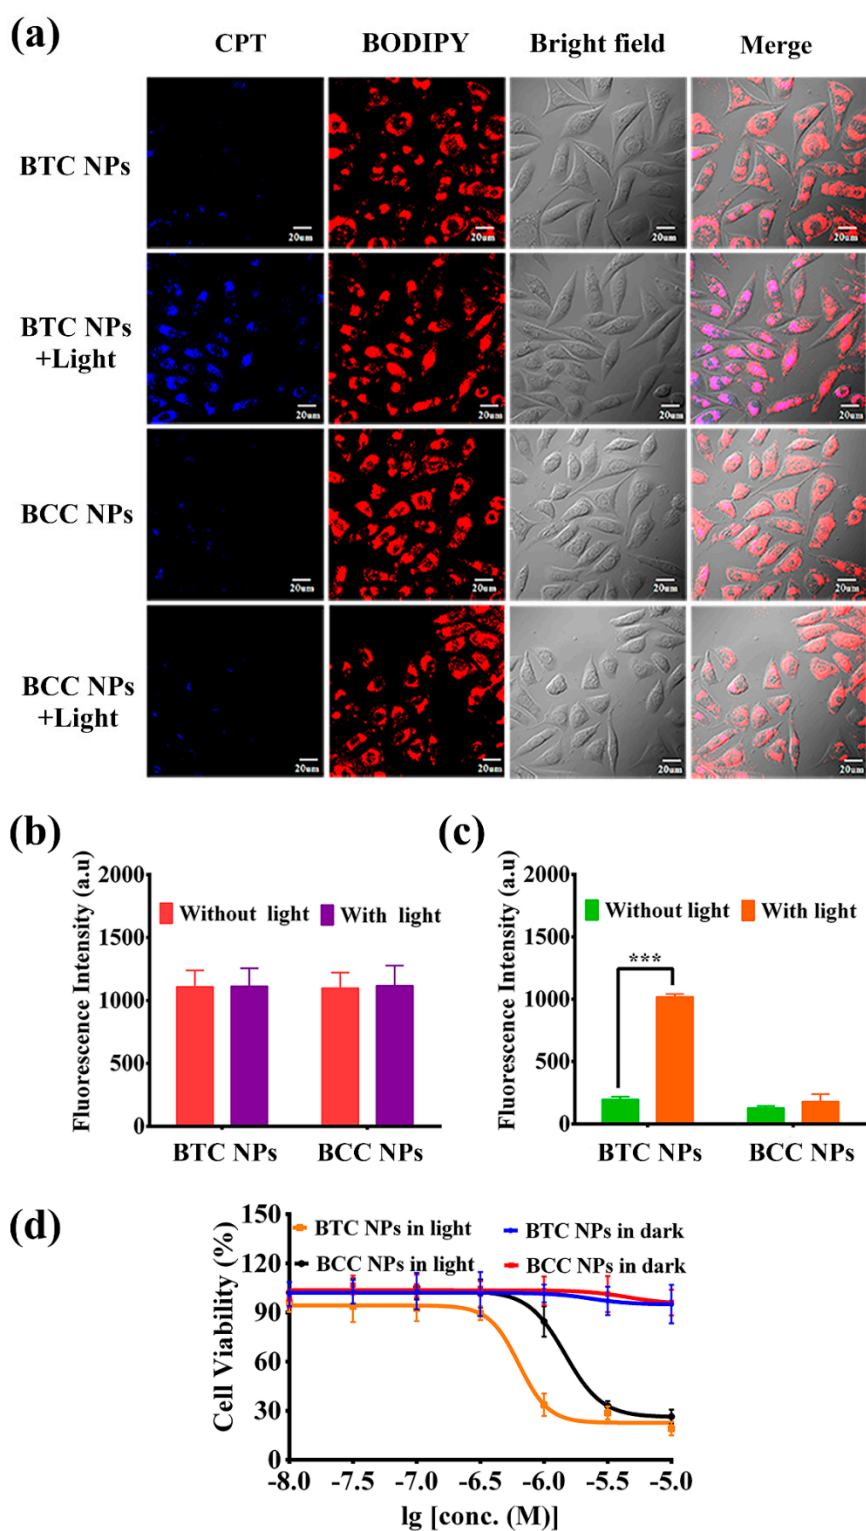 (a)
CPT BODIPY Bright field Merge
BTC NPs
20um 20um 20um 20um
BTC NPs
+Light
20um 20um 20um 20um
BCC NPs
20um 20um 20um 20um
BCC NPs
+Light
20um 20um 20um 20um
(b)
Fluorescence Intensity (a.u)
2000
1500
1000
500
0
Without light With light
BTC NPs BCC NPs
(c)
Fluorescence Intensity (a.u)
2000
1500
1000
500
0
Without light With light
***
BTC NPs BCC NPs
(d)
Cell Viability (%)
150
120
90
60
30
0
BTC NPs in light BTC NPs in dark
BCC NPs in light BCC NPs in dark
-8.0 -7.5 -7.0 -6.5 -6.0 -5.5 -5.0
lg [conc. (M)]